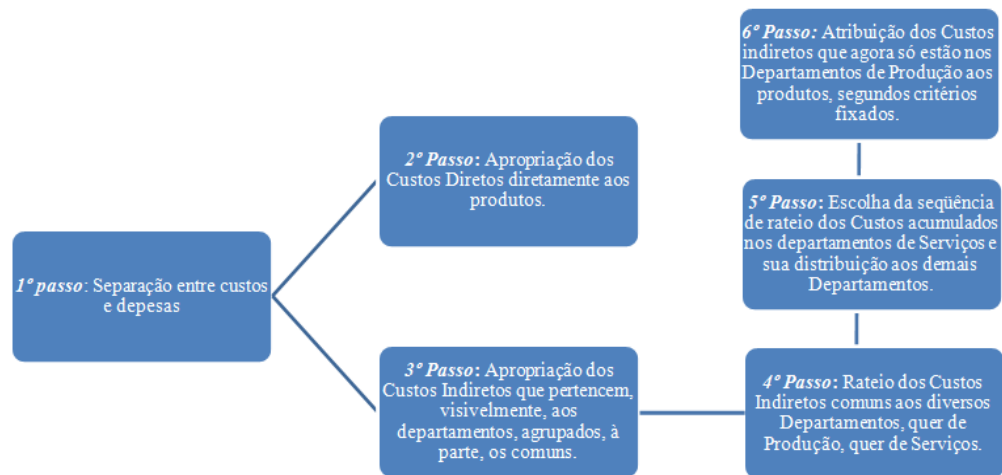 1º passo: Separação entre custos
e depesas
2º Passo: Apropriação dos
Custos Diretos diretamente aos
produtos.
3º Passo: Apropriação dos
Custos Indiretos que pertencem,
visivelmente, aos
departamentos, agrupados, à
parte, os comuns.
4º Passo: Rateio dos Custos
Indiretos comuns aos diversos
Departamentos, quer de
Produção, quer de Serviços.
5º Passo: Escolha da seqüência
de rateio dos Custos acumulados
nos departamentos de Serviços e
sua distribuição aos demais
Departamentos.
6º Passo: Atribuição dos Custos
indiretos que agora só estão nos
Departamentos de Produção aos
produtos, segundos critérios
fixados.